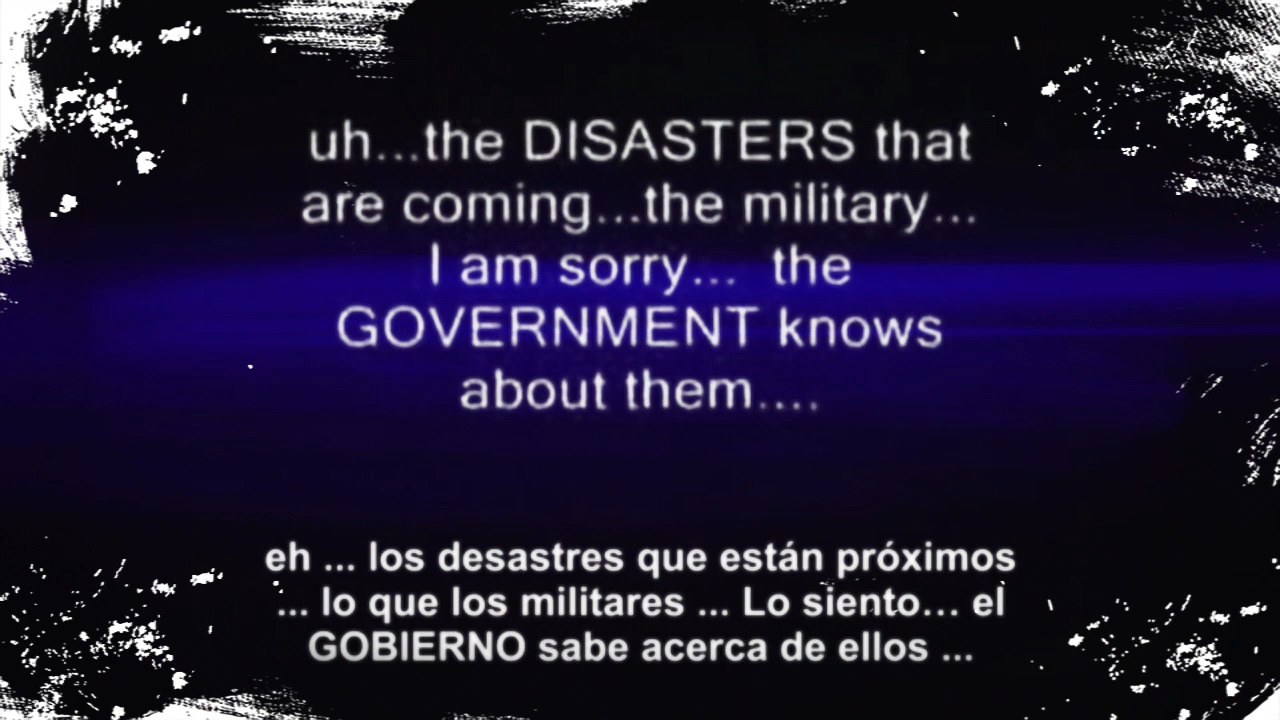 uh...the DISASTERS that
are coming...the military...
I am sorry... the
GOVERNMENT knows
about them....
eh ... los desastres que están próximos
... lo que los militares ... Lo siento... el
GOBIERNO sabe acerca de ellos ...